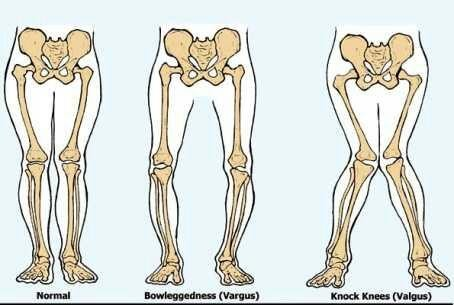 Normal
Bowleggedness (Vargus)
Knock Knees (Valgus)